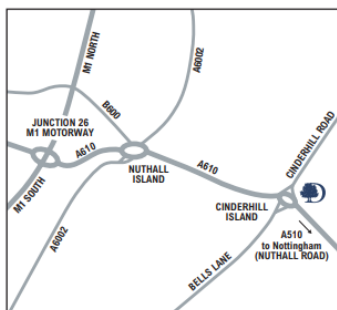 M1 NORTH
A6002
B600
JUNCTION 26
M1 MOTORWAY
A610
NUTHALL
ISLAND
A610
CINDERHILL ROAD
M1 SOUTH
CINDERHILL
ISLAND
A6002
BELLS LANE
A510
to Nottingham
(NUTHALL ROAD)